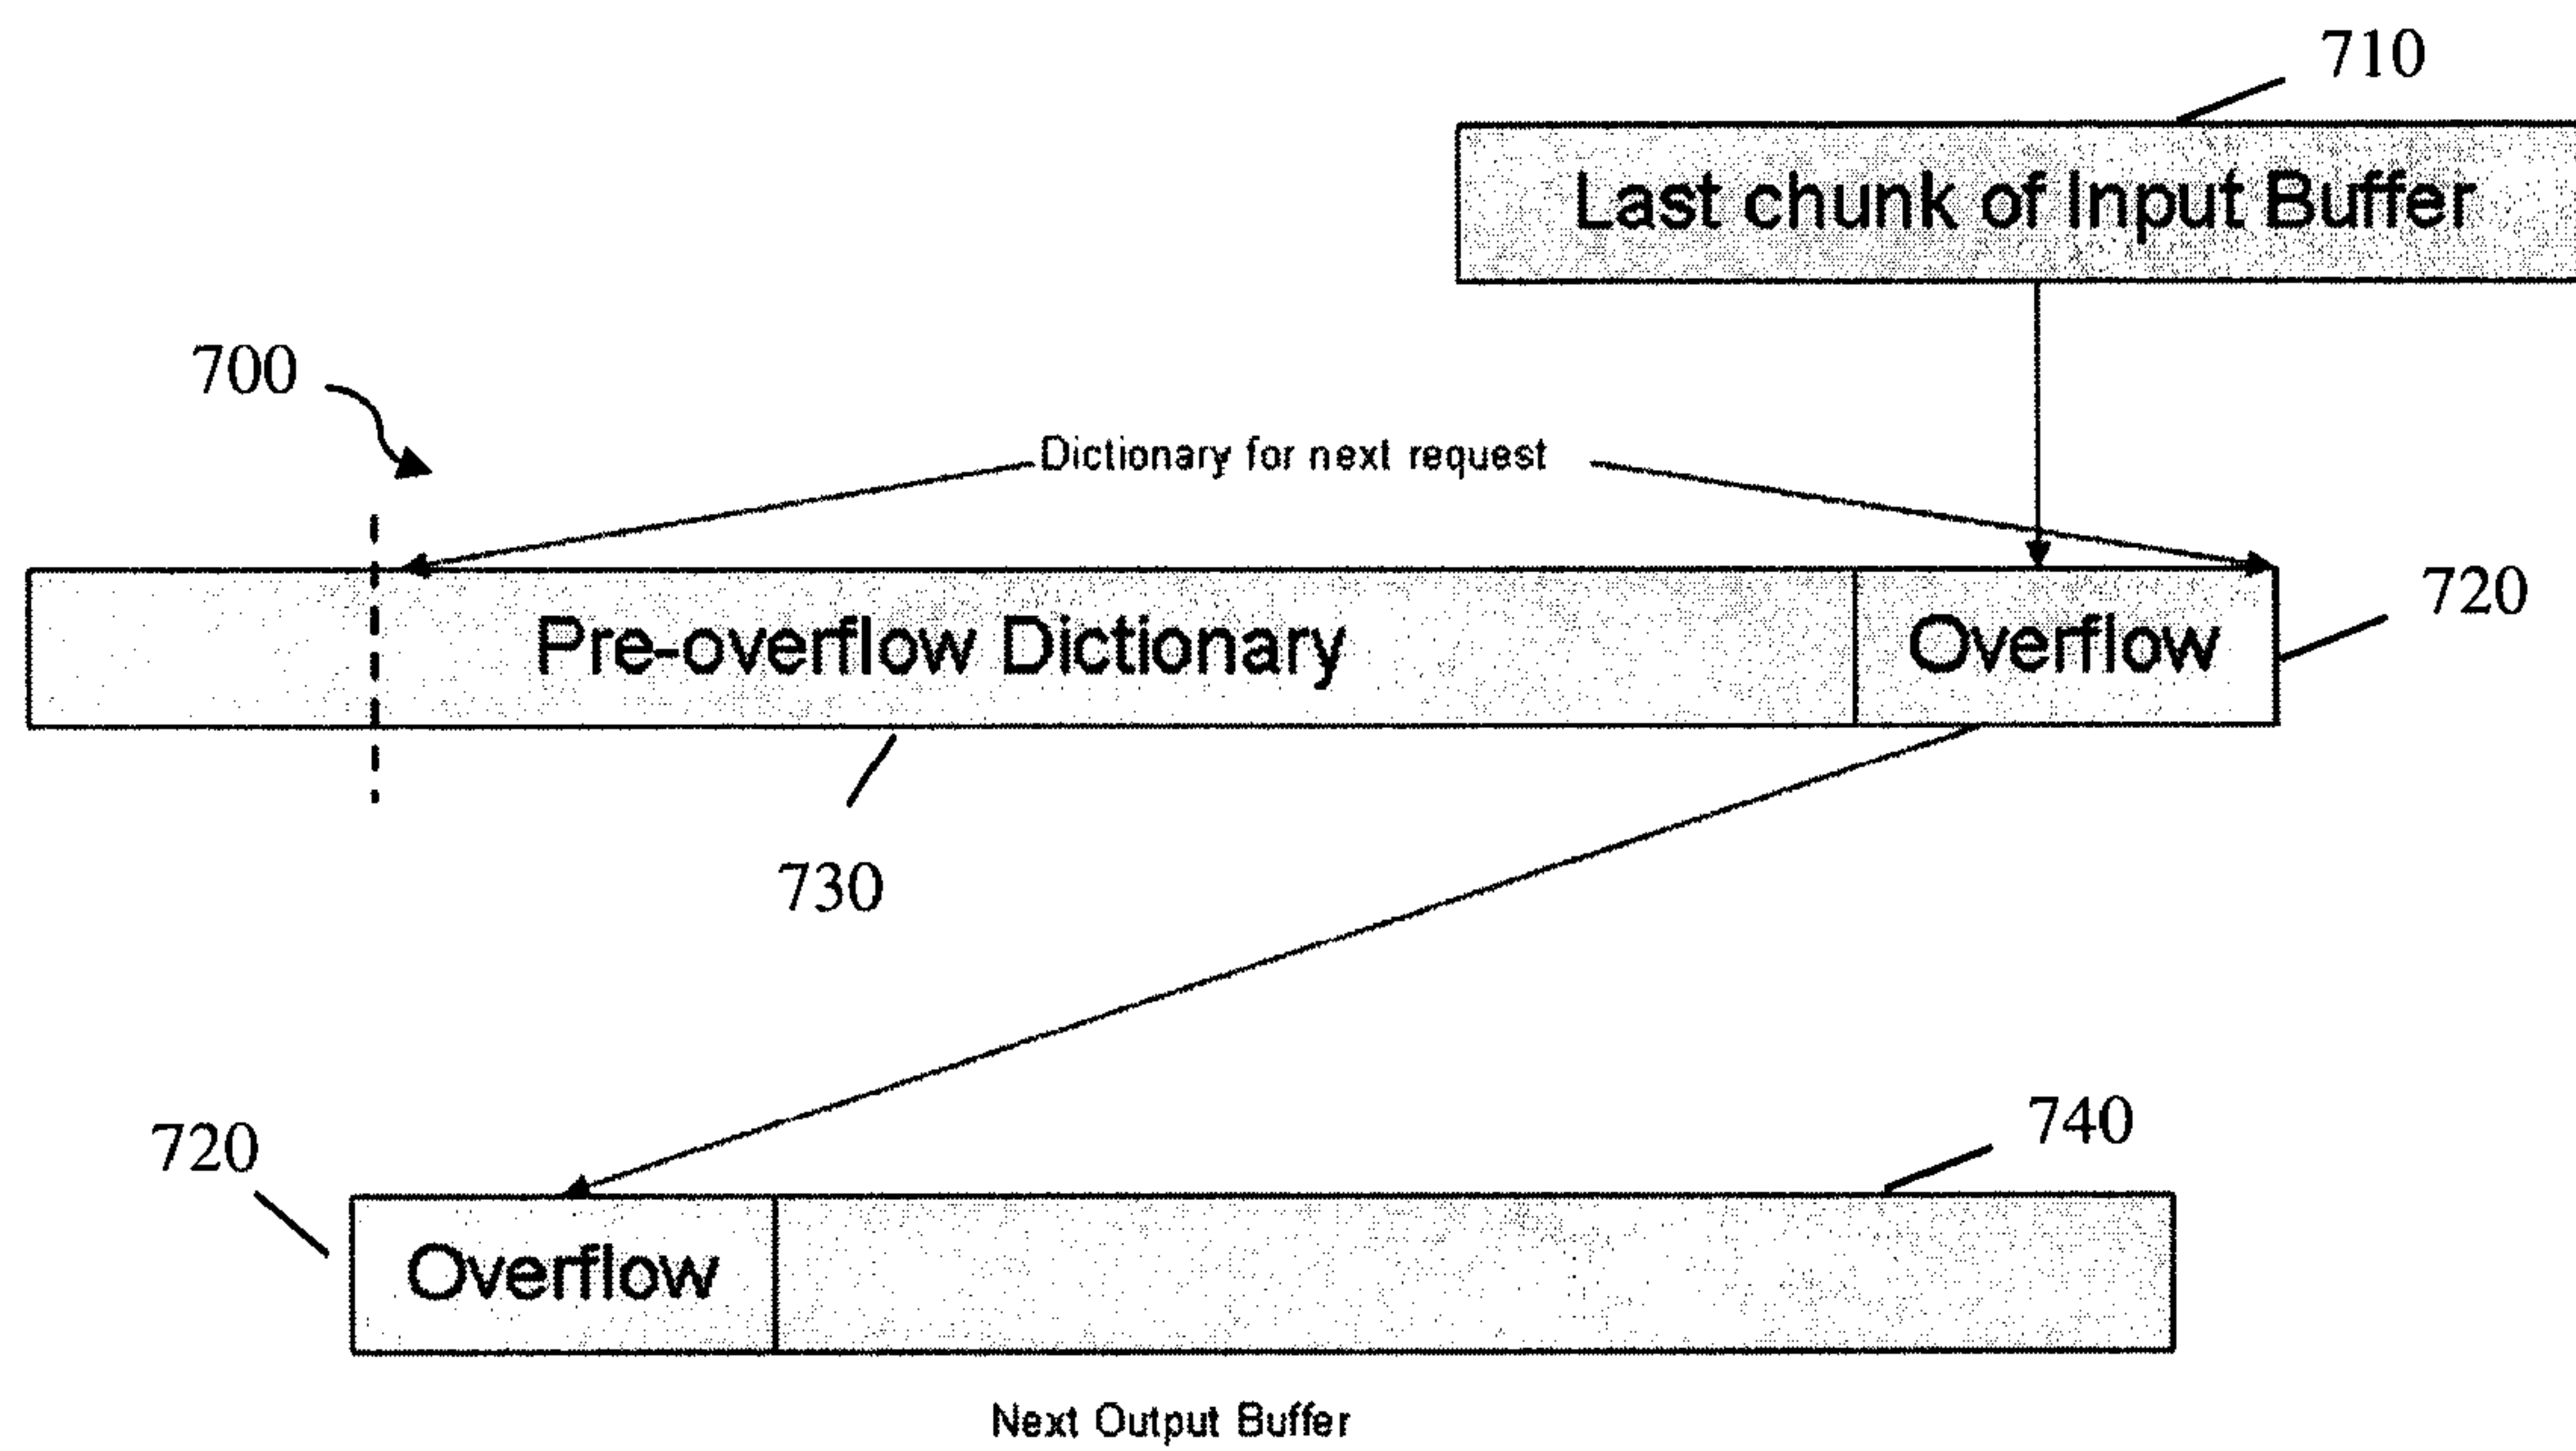 710
Last chunk of Input Buffer
700
Dictionary for next request
Pre-overflow Dictionary
Overflow
720
730
720
740
Overflow
Next Output Buffer